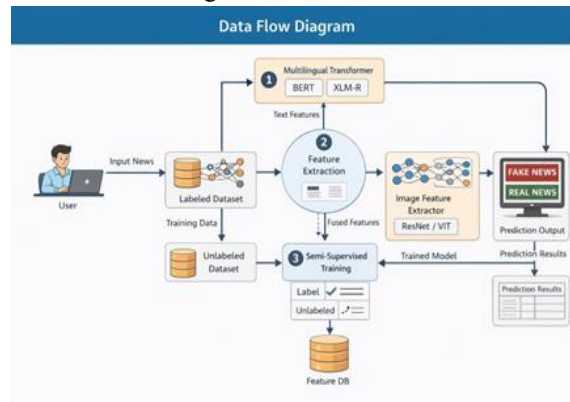 Data Flow Diagram
1
Multilingual Transformer
BERT
XLM-R
Text Features
2
Feature
Extraction
Input News
User
Labeled Dataset
Image Feature
Extractor
ResNet / VIT
FAKE NEWS
REAL NEWS
Prediction Output
Training Data
Fused Features
Prediction Results
Unlabeled
Dataset
3
Semi-Supervised
Training
Trained Model
Label
Unlabeled
Prediction Results
Feature DB